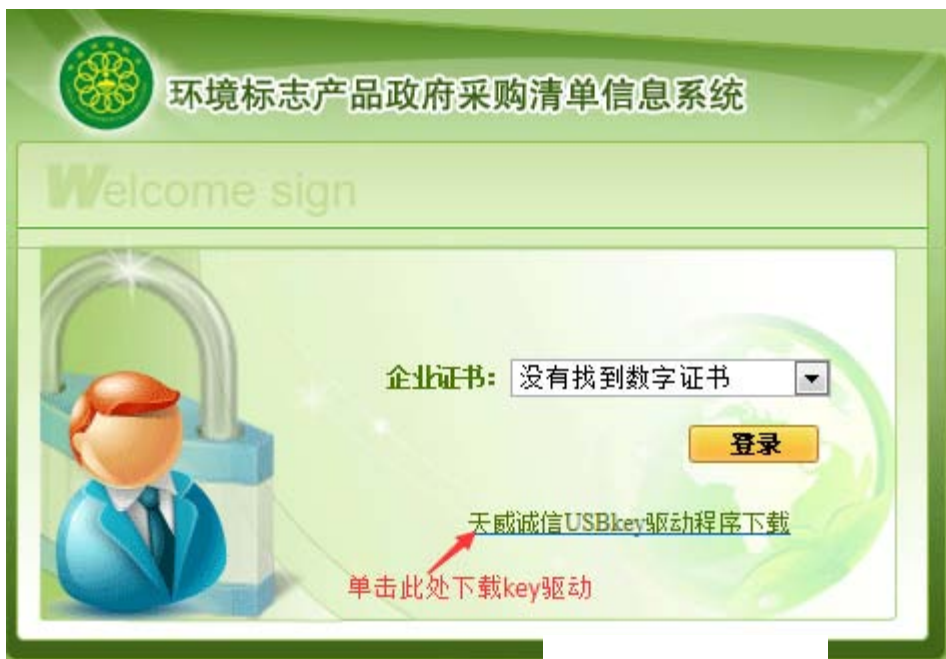 环境标志产品政府采购清单信息系统
Welcome sign
企业证书: 没有找到数字证书
登录
天威诚信USBkey驱动程序下载
单击此处下载key驱动